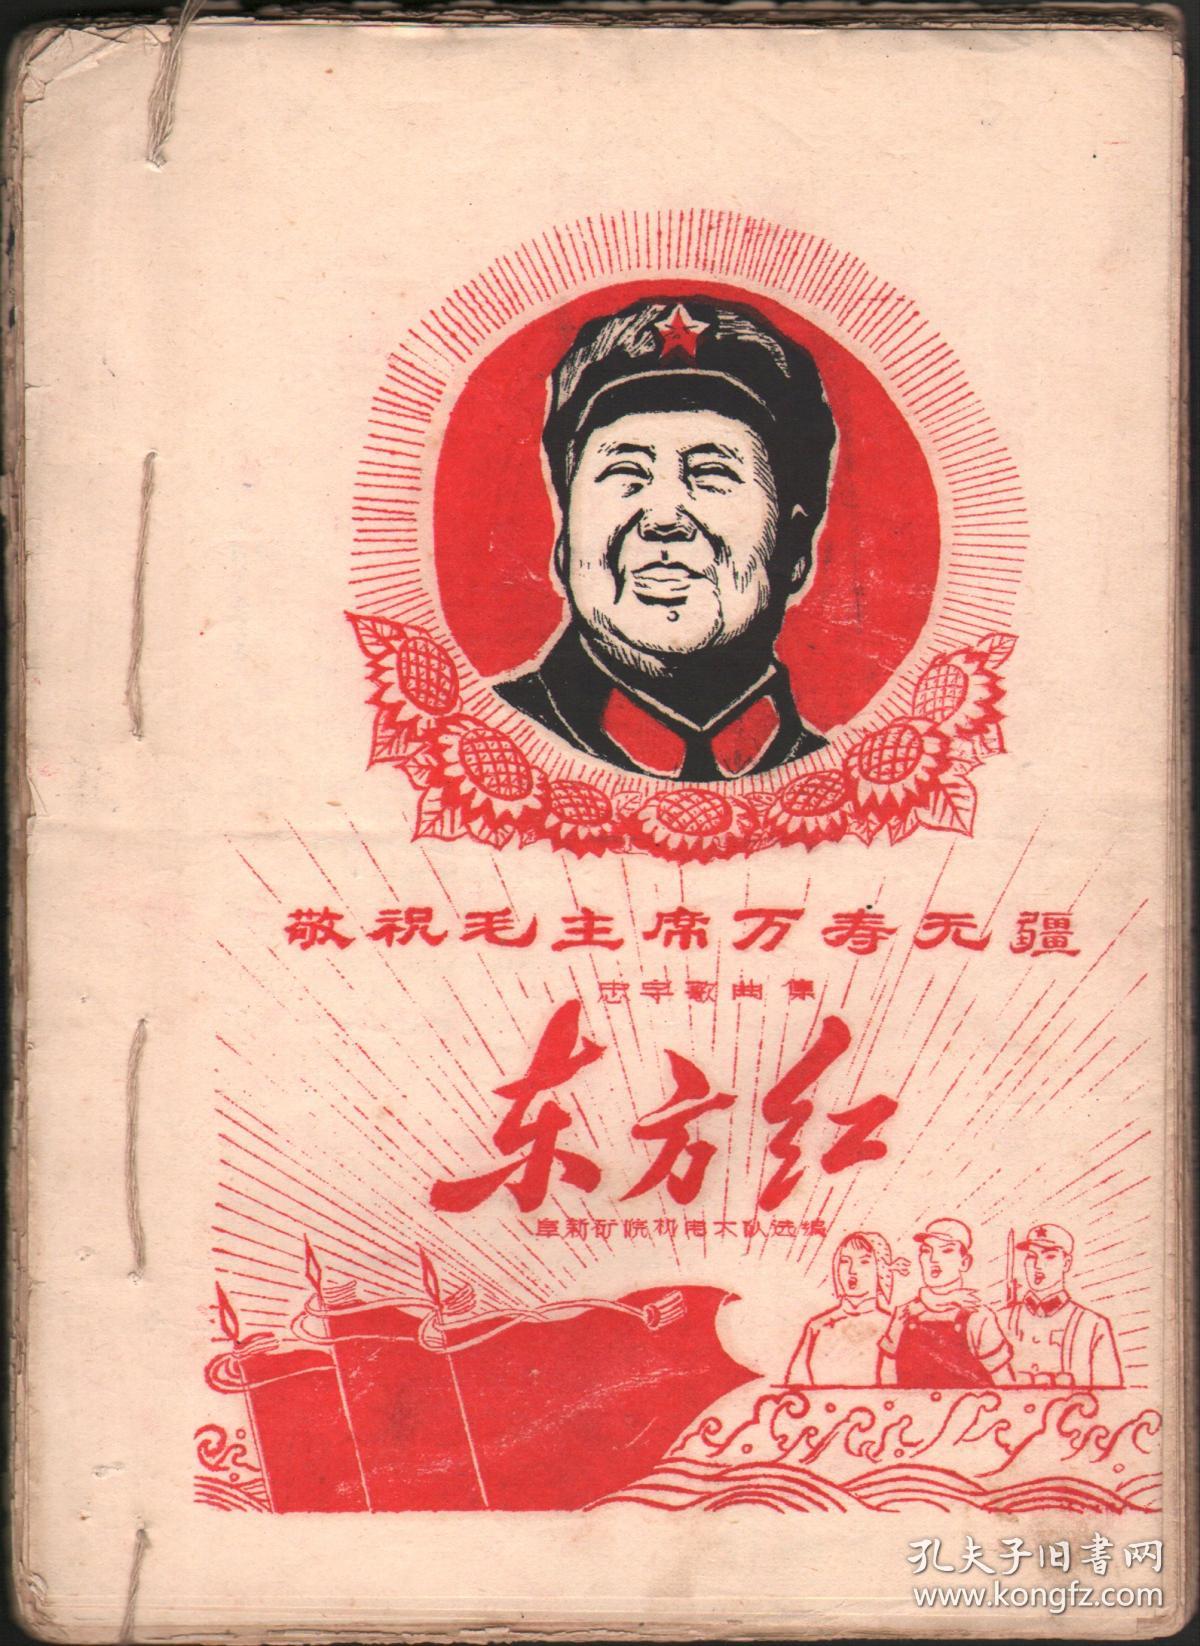 敬祝毛主席万寿无疆
忠字歌曲集
东方红
阜新矿院机电大队选编
孔夫子旧書网
www.kongfz.com